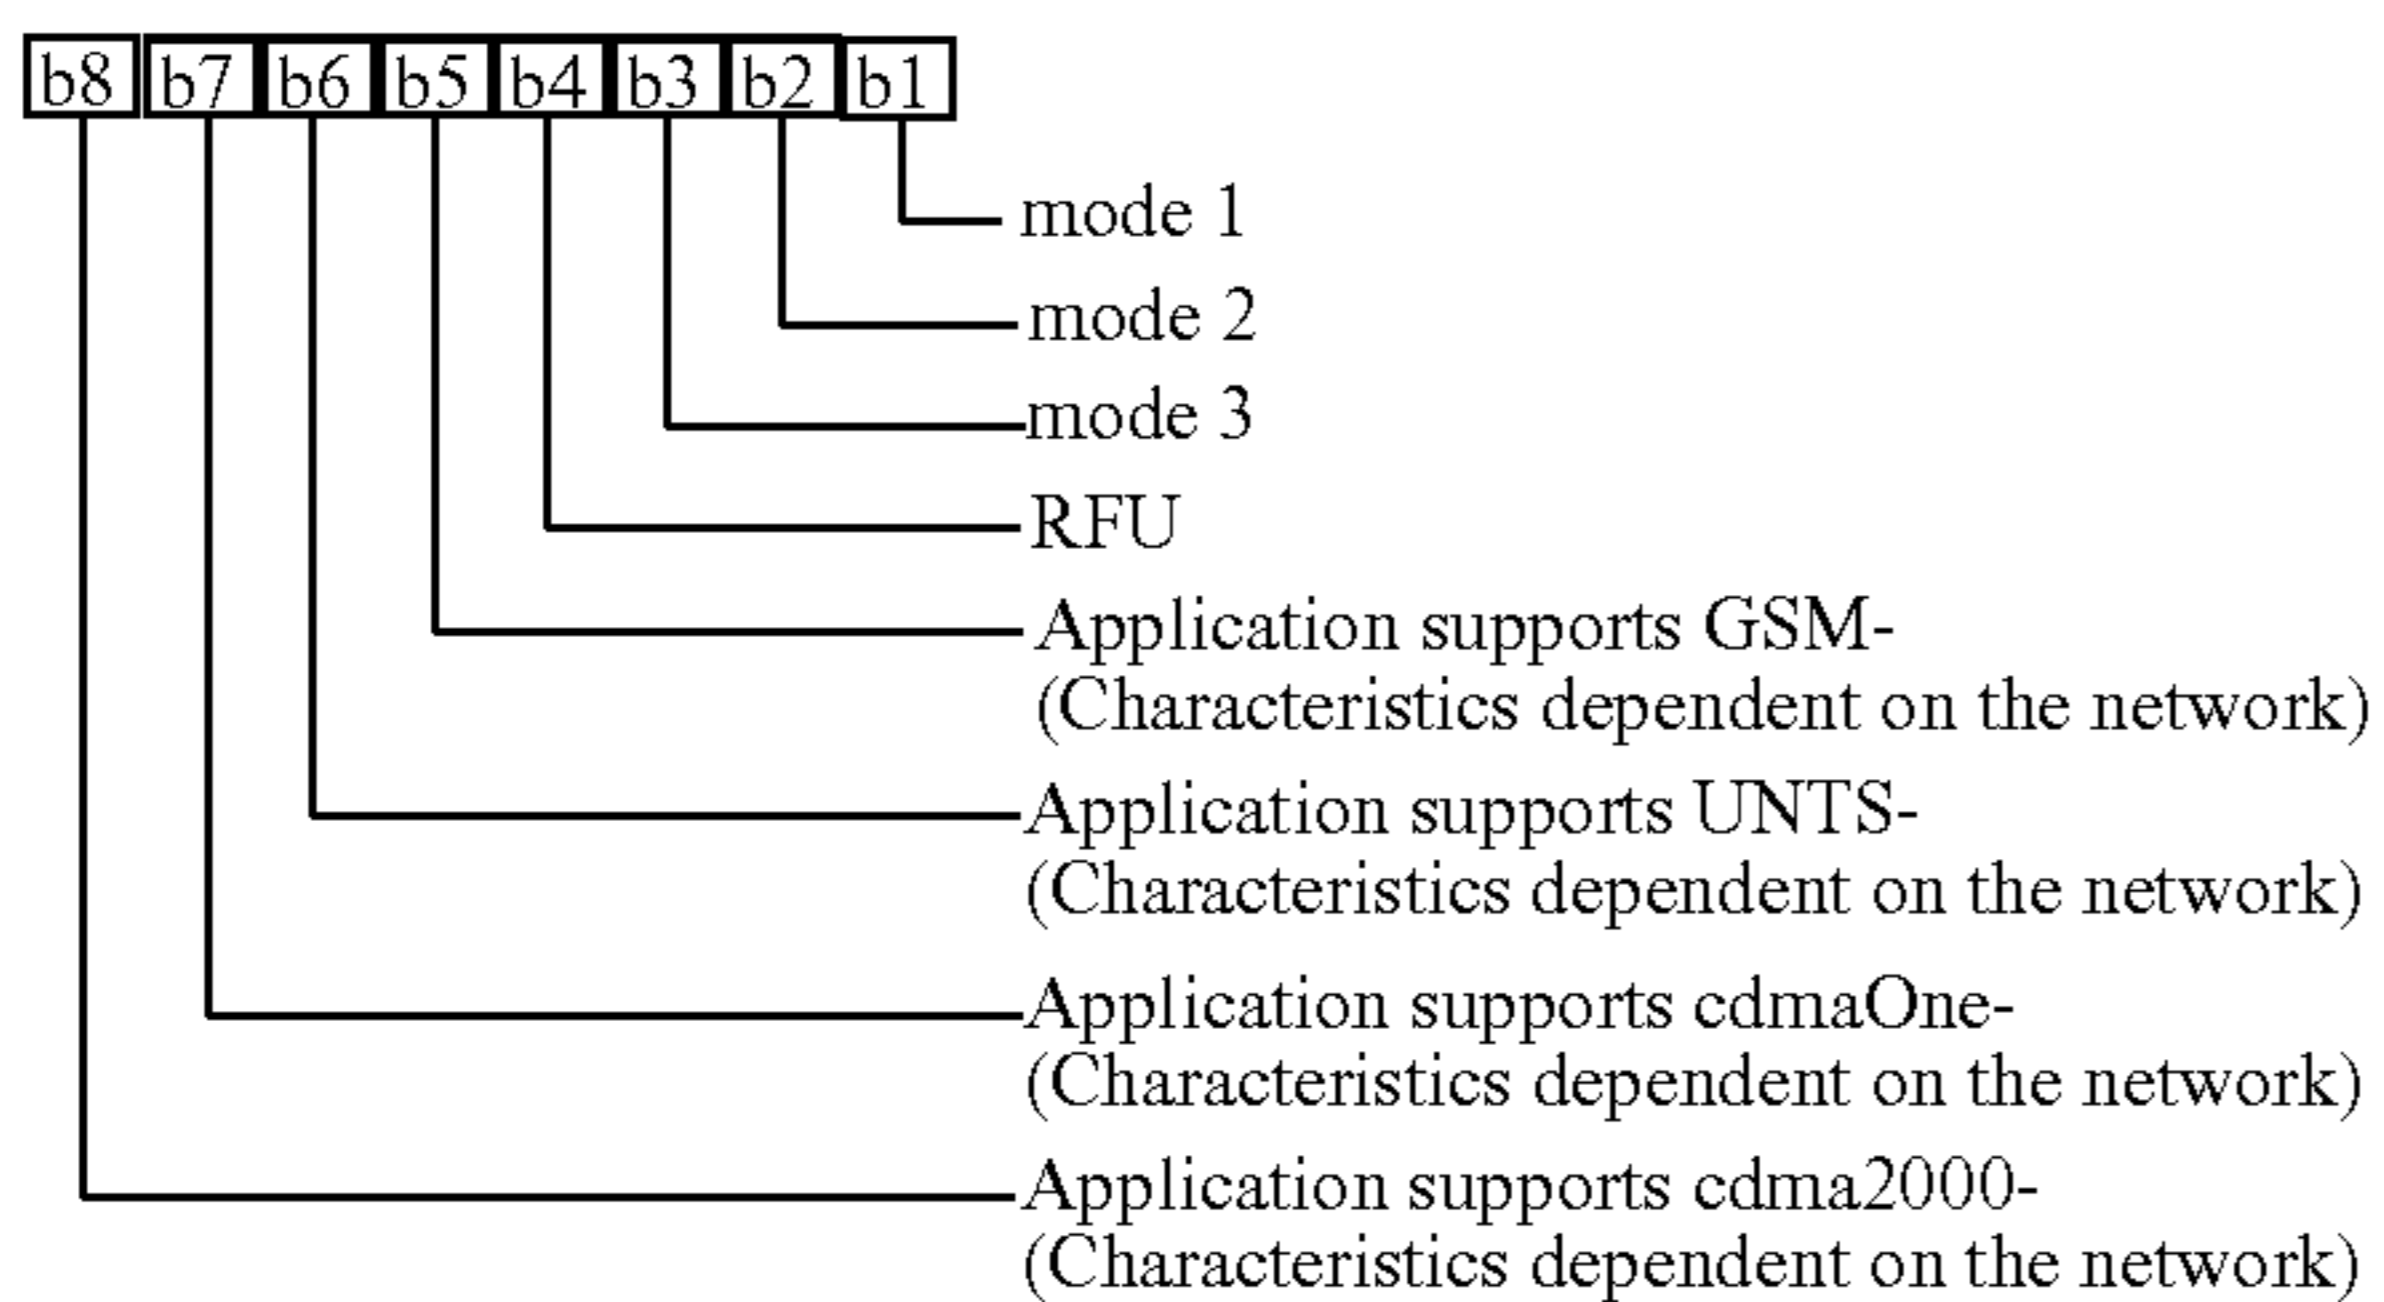 b8 b7 b6 b5 b4 b3 b2 b1
mode 1
mode 2
mode 3
RFU
Application supports GSM-
(Characteristics dependent on the network)
Application supports UNTS-
(Characteristics dependent on the network)
Application supports cdmaOne-
(Characteristics dependent on the network)
Application supports cdma2000-
(Characteristics dependent on the network)